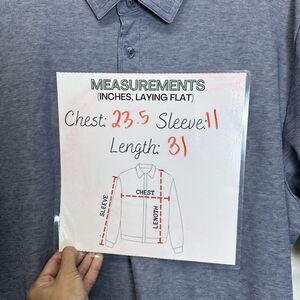 MEASUREMENTS
(INCHES, LAYING FLAT)
Chest: 23.5 Sleeve: 11
Length: 31
CHEST
SLEEVE
LENGTH